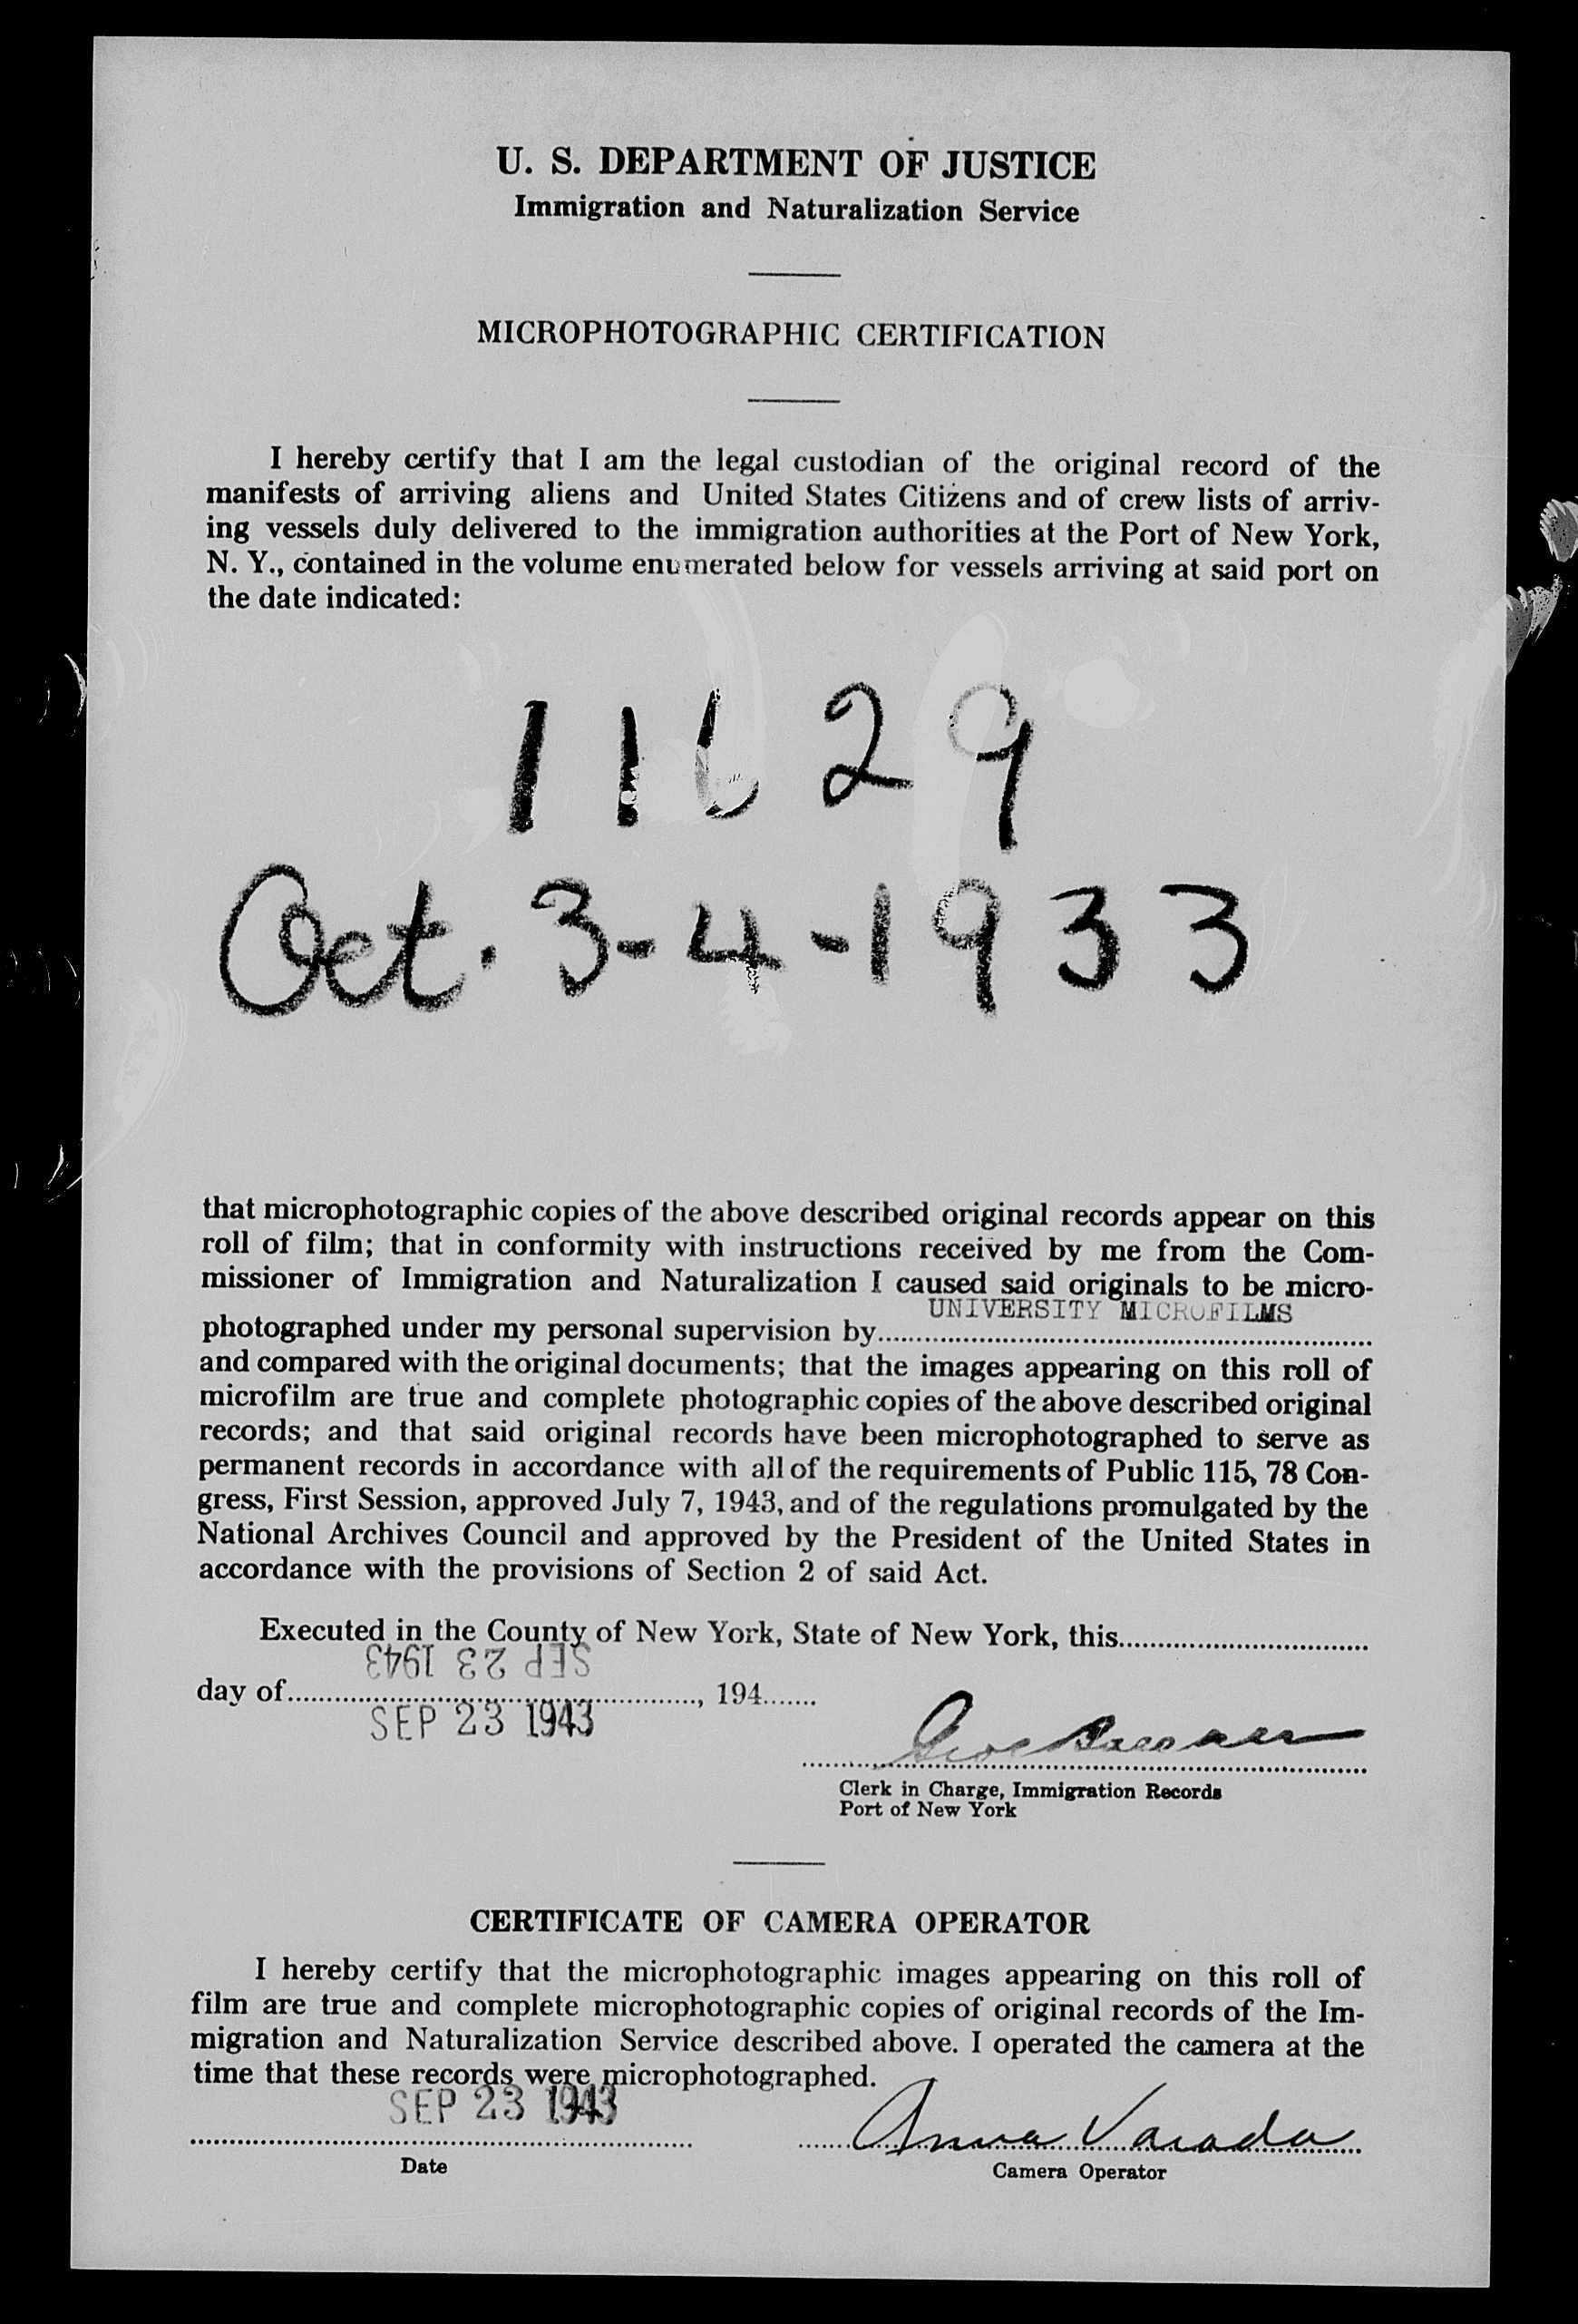 U. S. DEPARTMENT OF JUSTICE
Immigration and Naturalization Service
MICROPHOTOGRAPHIC CERTIFICATION
I hereby certify that I am the legal custodian of the original record of the
manifests of arriving aliens and United States Citizens and of crew lists of arriv-
ing vessels duly delivered to the immigration authorities at the Port of New York,
N. Y., contained in the volume enumerated below for vessels arriving at said port on
the date indicated:
11629
Oct. 3-4-1933
that microphotographic copies of the above described original records appear on this
roll of film; that in conformity with instructions received by me from the Com-
missioner of Immigration and Naturalization I caused said originals to be micro-
UNIVERSITY MICROFILMS
photographed under my personal supervision by
and compared with the original documents; that the images appearing on this roll of
microfilm are true and complete photographic copies of the above described original
records; and that said original records have been microphotographed to serve as
permanent records in accordance with all of the requirements of Public 115, 78 Con-
gress, First Session, approved July 7, 1943, and of the regulations promulgated by the
National Archives Council and approved by the President of the United States in
accordance with the provisions of Section 2 of said Act.
Executed in the County of New York, State of New York, this
SEP 23 1943
day of , 194
SEP 23 1943
Clerk in Charge, Immigration Records
Port of New York
CERTIFICATE OF CAMERA OPERATOR
I hereby certify that the microphotographic images appearing on this roll of
film are true and complete microphotographic copies of original records of the Im-
migration and Naturalization Service described above. I operated the camera at the
time that these records were microphotographed.
SEP 23 1943
Anna Varada
Date
Camera Operator